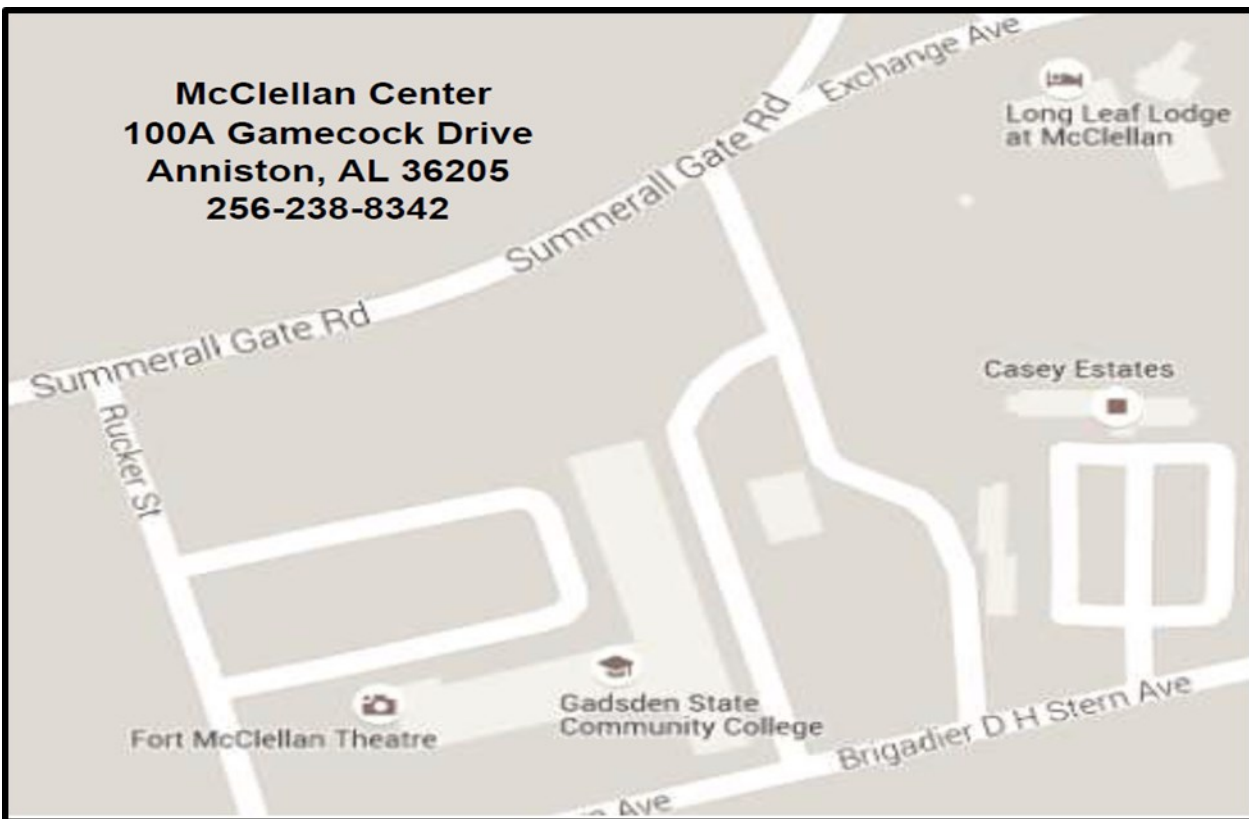 McClellan Center
100A Gamecock Drive
Anniston, AL 36205
256-238-8342
Exchange Ave
Long Leaf Lodge
at McClellan
Summerall Gate Rd
Summerall Gate Rd
Casey Estates
Rucker St
Gadsden State
Community College
Fort McClellan Theatre
Brigadier D H Stern Ave
Ave